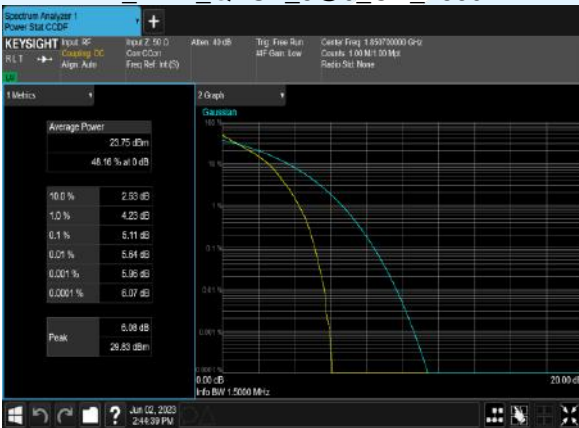 Spectrum Analyzer 1
Power Stat CCDF
+
KEYSIGHT
RLT
Input: RF
Coupling: DC
Align: Auto
Input Z: 50 Ω
Corr CCorr
Freq Ref: Int (S)
Atten: 40 dB
Trig: Free Run
#IF Gain: Low
Center Freq: 1.850700000 GHz
Counts: 1.00 M/1.00 Mpt
Radio Std: None
1 Metrics
Average Power
23.75 dBm
48.16 % at 0 dB
10.0 % 2.53 dB
1.0 % 4.23 dB
0.1 % 5.11 dB
0.01 % 5.64 dB
0.001 % 5.96 dB
0.0001 % 6.07 dB
Peak
6.08 dB
29.83 dBm
2 Graph
Gaussian
100 %
10 %
1 %
0.1 %
0.01 %
0.001 %
0.0001 %
0.00 dB
20.00 dB
Info BW 1.5000 MHz
?
Jun 02, 2023
2:44:39 PM